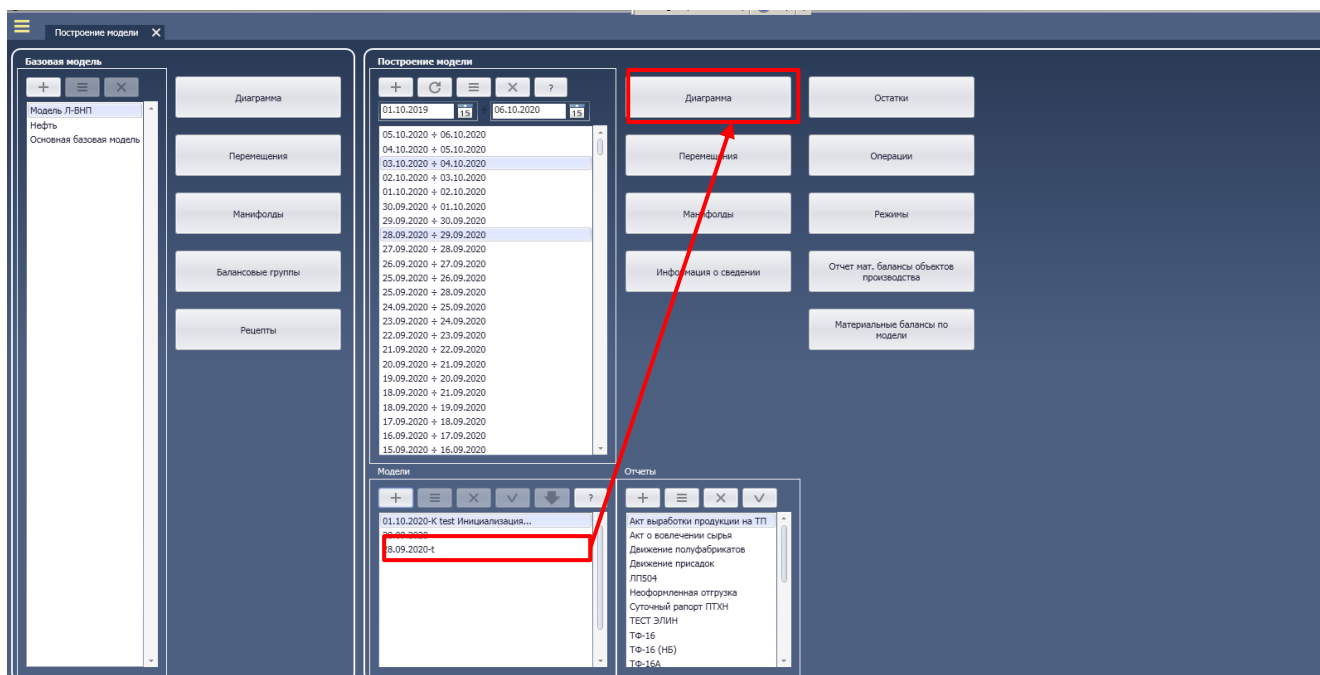 Построение модели
Базовая модель
Модель Л-ВНП
Нефть
Основная базовая модель
Диаграмма
Перемещения
Манифолды
Балансовые группы
Рецепты
Построение модели
?
01.10.2019 15 ÷ 06.10.2020 15
05.10.2020 ÷ 06.10.2020
04.10.2020 ÷ 05.10.2020
03.10.2020 ÷ 04.10.2020
02.10.2020 ÷ 03.10.2020
01.10.2020 ÷ 02.10.2020
30.09.2020 ÷ 01.10.2020
29.09.2020 ÷ 30.09.2020
28.09.2020 ÷ 29.09.2020
27.09.2020 ÷ 28.09.2020
26.09.2020 ÷ 27.09.2020
25.09.2020 ÷ 26.09.2020
25.09.2020 ÷ 28.09.2020
24.09.2020 ÷ 25.09.2020
23.09.2020 ÷ 24.09.2020
22.09.2020 ÷ 23.09.2020
21.09.2020 ÷ 22.09.2020
20.09.2020 ÷ 21.09.2020
19.09.2020 ÷ 20.09.2020
18.09.2020 ÷ 21.09.2020
18.09.2020 ÷ 19.09.2020
17.09.2020 ÷ 18.09.2020
16.09.2020 ÷ 17.09.2020
15.09.2020 ÷ 16.09.2020
Диаграмма
Перемещения
Манифолды
Информация о сведении
Остатки
Операции
Режимы
Отчет мат. балансы объектов
производства
Материальные балансы по
модели
Модели
?
01.10.2020-К test Инициализация...
28.09.2020-t
Отчеты
Акт выработки продукции на ТП
Акт о вовлечении сырья
Движение полуфабрикатов
Движение присадок
ЛП504
Неоформленная отгрузка
Суточный рапорт ПТХН
ТЕСТ ЭЛИН
ТФ-16
ТФ-16 (НБ)
ТФ-16А